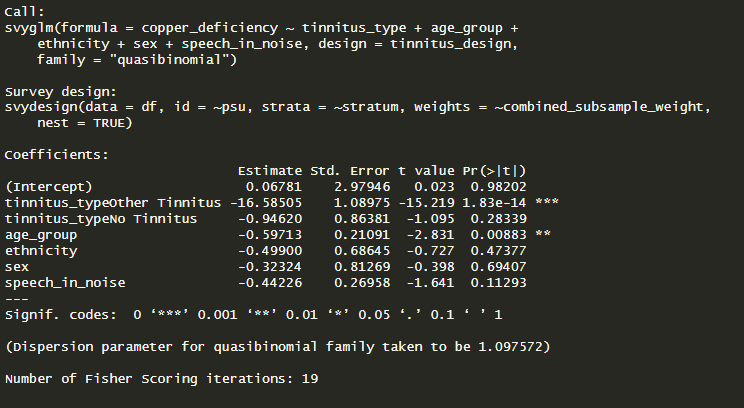 Call:
svyglm(formula = copper_deficiency ~ tinnitus_type + age_group +
    ethnicity + sex + speech_in_noise, design = tinnitus_design,
    family = "quasibinomial")

Survey design:
svydesign(data = df, id = ~psu, strata = ~stratum, weights = ~combined_subsample_weight,
    nest = TRUE)

Coefficients:
                             Estimate Std. Error t value Pr(>|t|)
(Intercept)                   0.06781    2.97946   0.023  0.98202
tinnitus_typeOther Tinnitus -16.58505    1.08975 -15.219 1.83e-14 ***
tinnitus_typeNo Tinnitus     -0.94620    0.86381  -1.095  0.28339
age_group                    -0.59713    0.21091  -2.831  0.00883 **
ethnicity                    -0.49900    0.68645  -0.727  0.47377
sex                          -0.32324    0.81269  -0.398  0.69407
speech_in_noise              -0.44226    0.26958  -1.641  0.11293
---
Signif. codes:  0 ‘***’ 0.001 ‘**’ 0.01 ‘*’ 0.05 ‘.’ 0.1 ‘ ’ 1

(Dispersion parameter for quasibinomial family taken to be 1.097572)

Number of Fisher Scoring iterations: 19